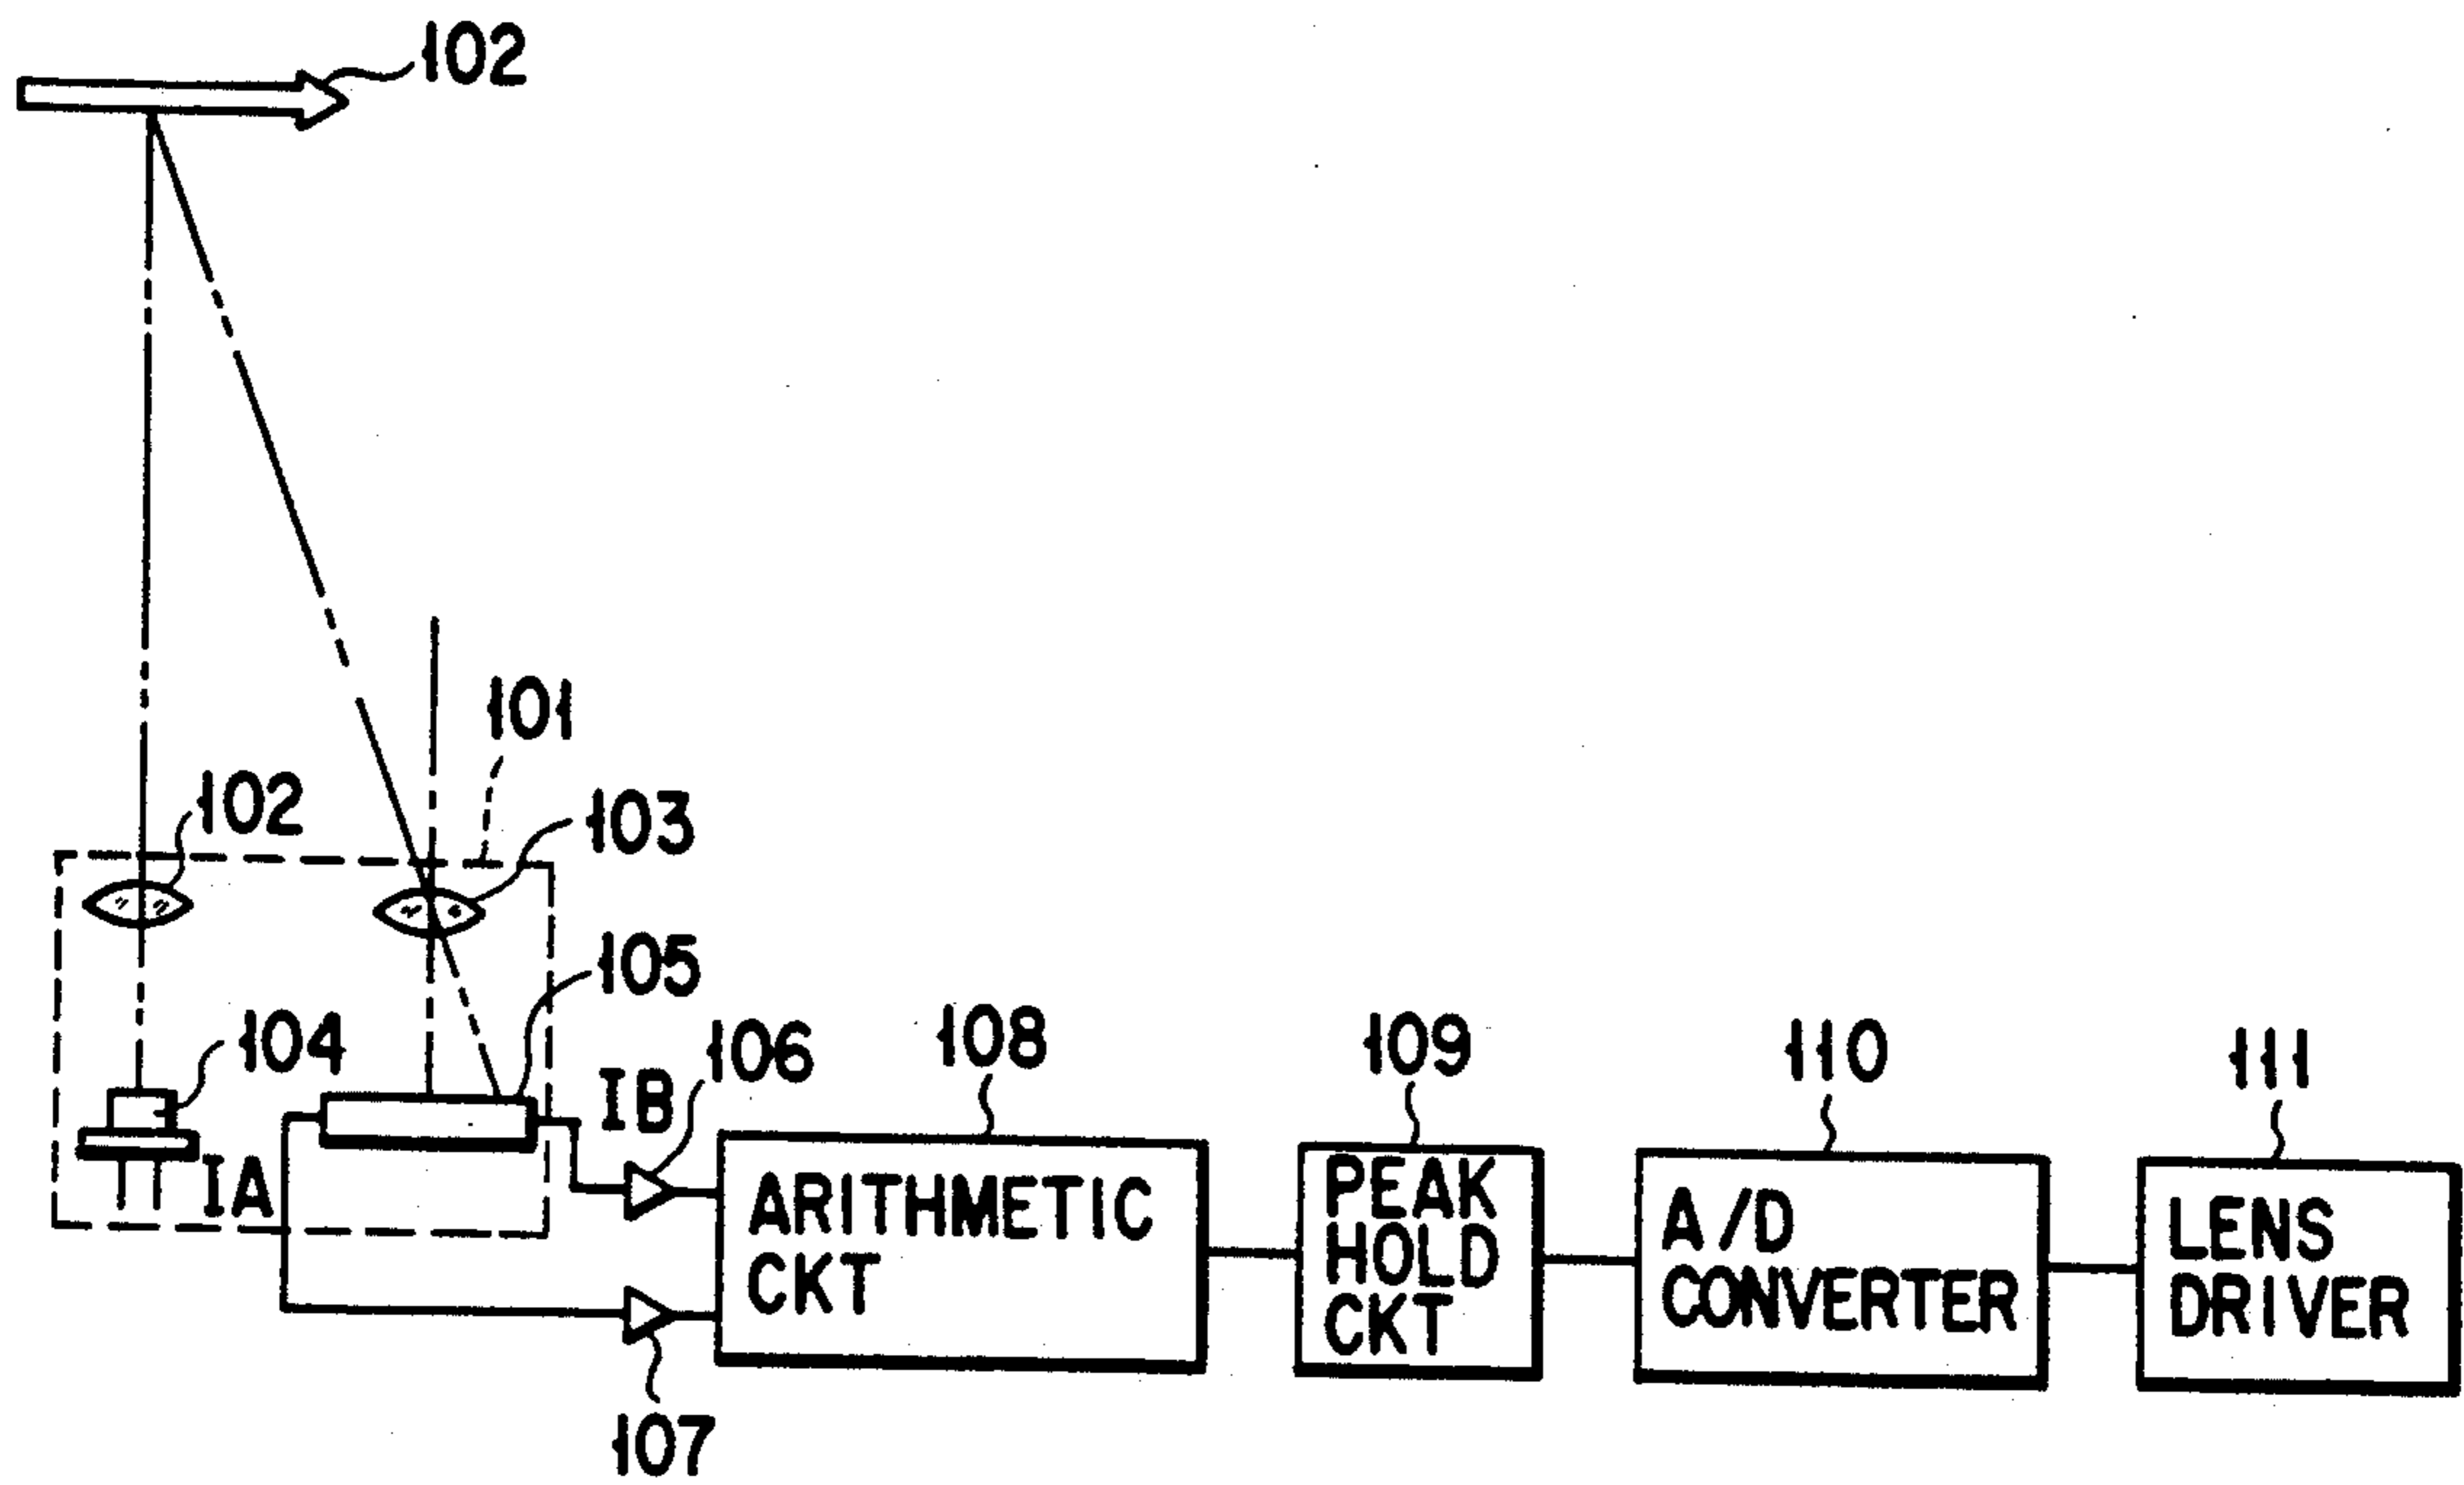 102
101
102
103
105
104
IB
106
108
109
110
111
IA
ARITHMETIC
CKT
PEAK
HOLD
CKT
A/D
CONVERTER
LENS
DRIVER
107